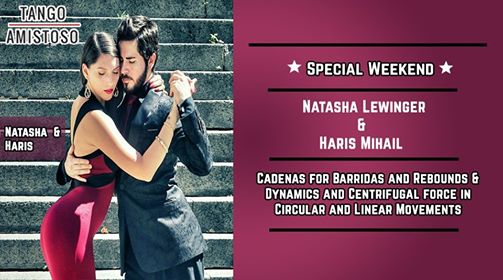 TANGO
AMISTOSO
Natasha &
Haris
Special Weekend
Natasha Lewinger
&
Haris Mihail
Cadenas for Barridas and Rebounds &
Dynamics and Centrifugal force in
Circular and Linear Movements